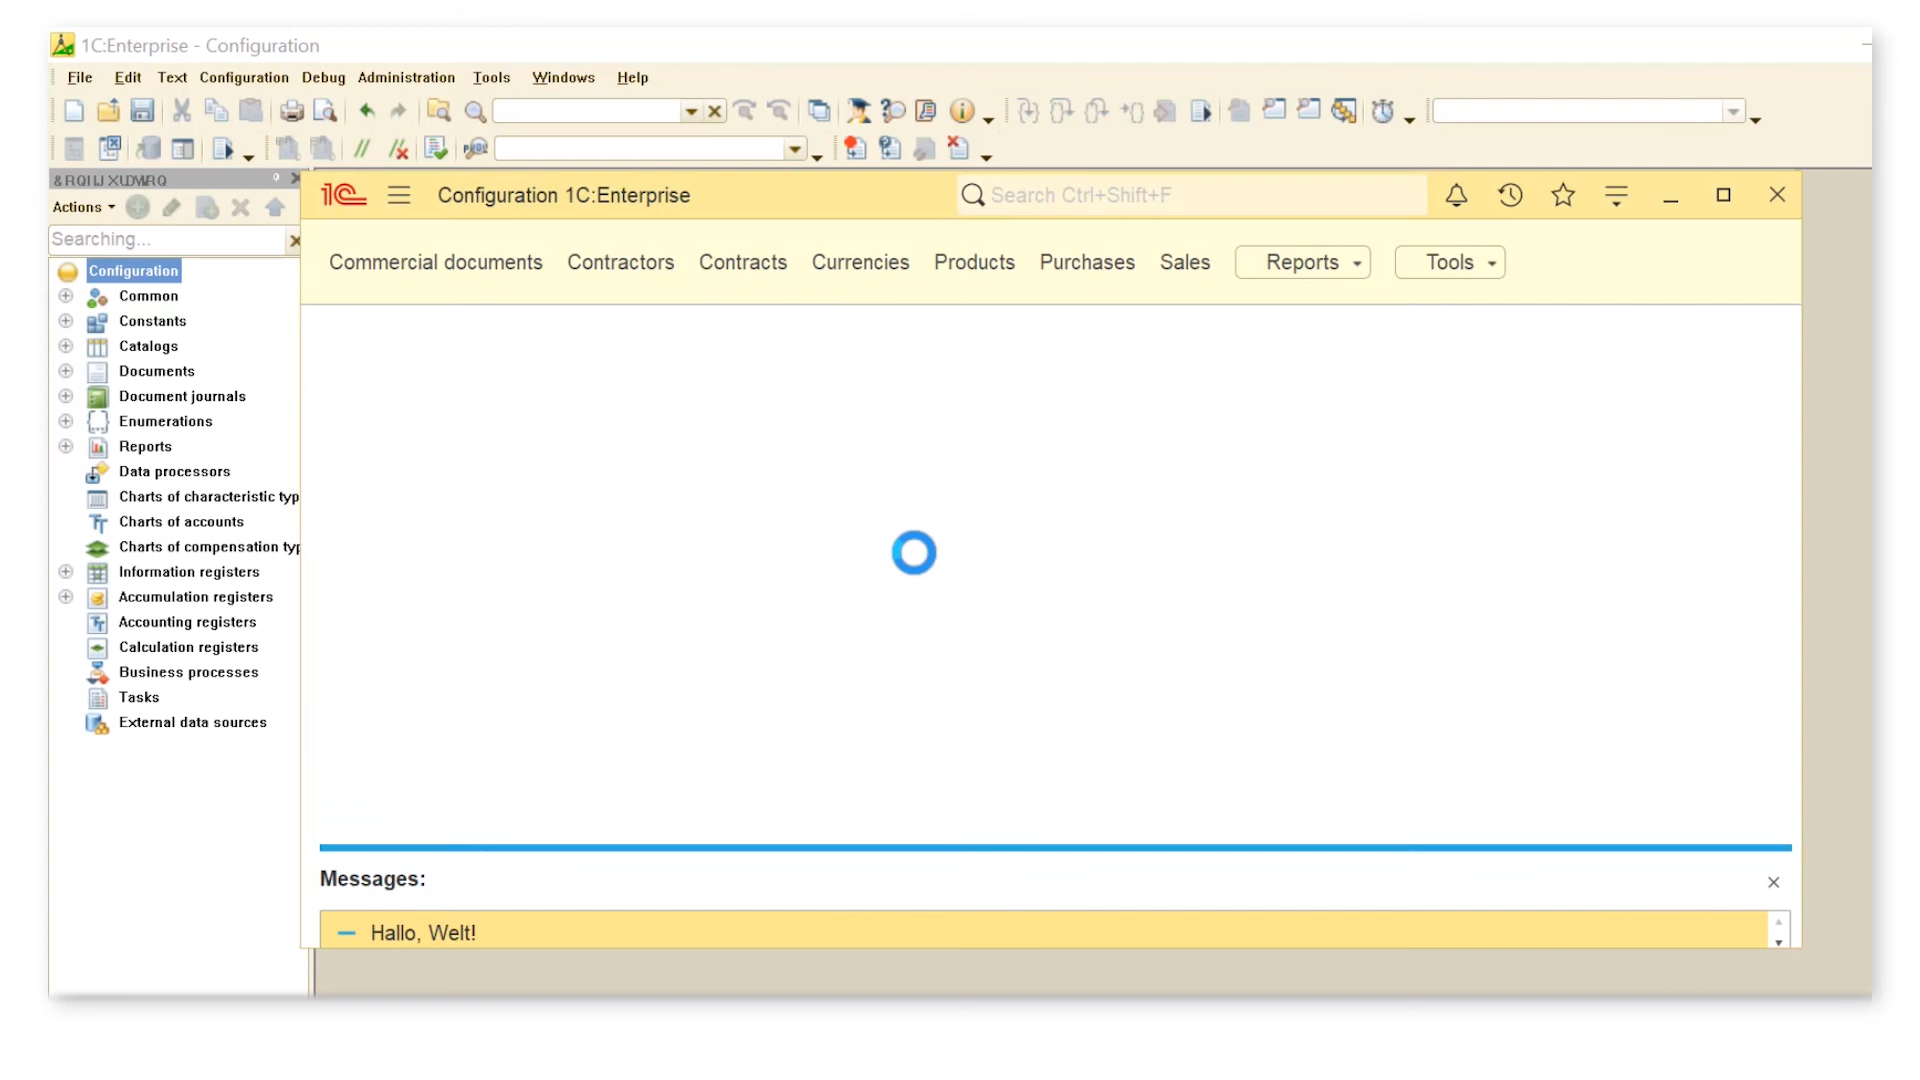 1C:Enterprise - Configuration
File Edit Text Configuration Debug Administration Tools Windows Help
&RQILJXUDWLRQ
Actions
Searching...
Configuration
Common
Constants
Catalogs
Documents
Document journals
Enumerations
Reports
Data processors
Charts of characteristic typ
Charts of accounts
Charts of compensation typ
Information registers
Accumulation registers
Accounting registers
Calculation registers
Business processes
Tasks
External data sources
1C Configuration 1C:Enterprise Search Ctrl+Shift+F
Commercial documents Contractors Contracts Currencies Products Purchases Sales Reports Tools
Messages:
Hallo, Welt!